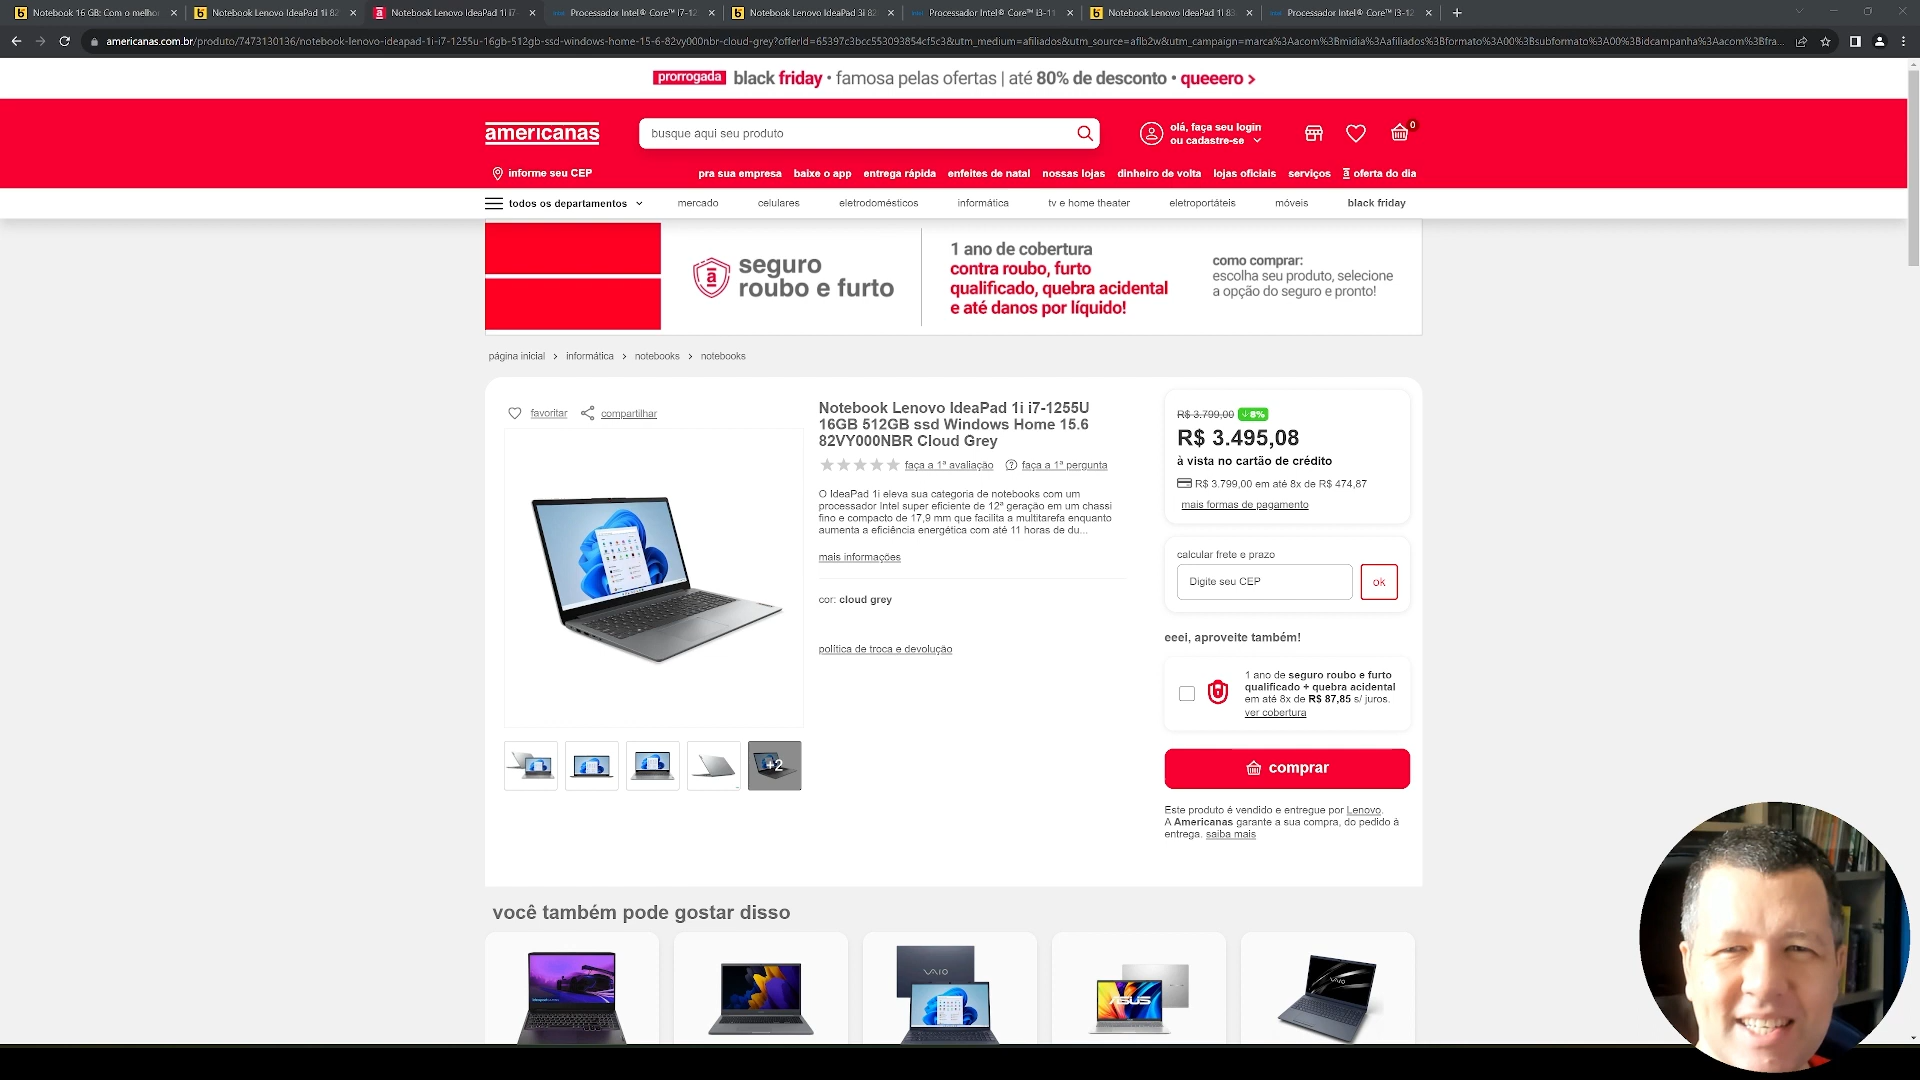 Notebook 16 GB: Com o melhor
Notebook Lenovo IdeaPad 1i 82
Notebook Lenovo IdeaPad 1i i7-
Processador Intel® Core™ i7-12
Notebook Lenovo IdeaPad 3i 82
Processador Intel® Core™ i3-11
Notebook Lenovo IdeaPad 1i 83
Processador Intel® Core™ i3-12
americanas.com.br/produto/7473130136/notebook-lenovo-ideapad-1i-i7-1255u-16gb-512gb-ssd-windows-home-15-6-82vy000nbr-cloud-grey?offerId=65397c3bcc553093854cf5c3&utm_medium=afiliados&utm_source=aflb2w&utm_campaign=marca%3Aacom%3Bmidia%3Aafiliados%3Bformato%3A00%3Bsubformato%3A00%3Bidcampanha%3Aacom%3Bfra...
prorrogada black friday • famosa pelas ofertas | até 80% de desconto • queeero >
americanas
busque aqui seu produto
olá, faça seu login
ou cadastre-se
0
informe seu CEP
pra sua empresa baixe o app entrega rápida enfeites de natal nossas lojas dinheiro de volta lojas oficiais serviços oferta do dia
todos os departamentos
mercado celulares eletrodomésticos informática tv e home theater eletroportáteis móveis black friday
seguro
roubo e furto
1 ano de cobertura
contra roubo, furto
qualificado, quebra acidental
e até danos por líquido!
como comprar:
escolha seu produto, selecione
a opção do seguro e pronto!
página inicial > informática > notebooks > notebooks
favoritar
compartilhar
+2
Notebook Lenovo IdeaPad 1i i7-1255U
16GB 512GB ssd Windows Home 15.6
82VY000NBR Cloud Grey
faça a 1ª avaliação
faça a 1ª pergunta
O IdeaPad 1i eleva sua categoria de notebooks com um
processador Intel super eficiente de 12ª geração em um chassi
fino e compacto de 17,9 mm que facilita a multitarefa enquanto
aumenta a eficiência energética com até 11 horas de du...
mais informações
cor: cloud grey
política de troca e devolução
R$ 3.799,00 ↓8%
R$ 3.495,08
à vista no cartão de crédito
R$ 3.799,00 em até 8x de R$ 474,87
mais formas de pagamento
calcular frete e prazo
Digite seu CEP
ok
eeei, aproveite também!
1 ano de seguro roubo e furto
qualificado + quebra acidental
em até 8x de R$ 87,85 s/ juros.
ver cobertura
comprar
Este produto é vendido e entregue por Lenovo.
A Americanas garante a sua compra, do pedido à
entrega. saiba mais
você também pode gostar disso
VAIO
ASUS
VAIO